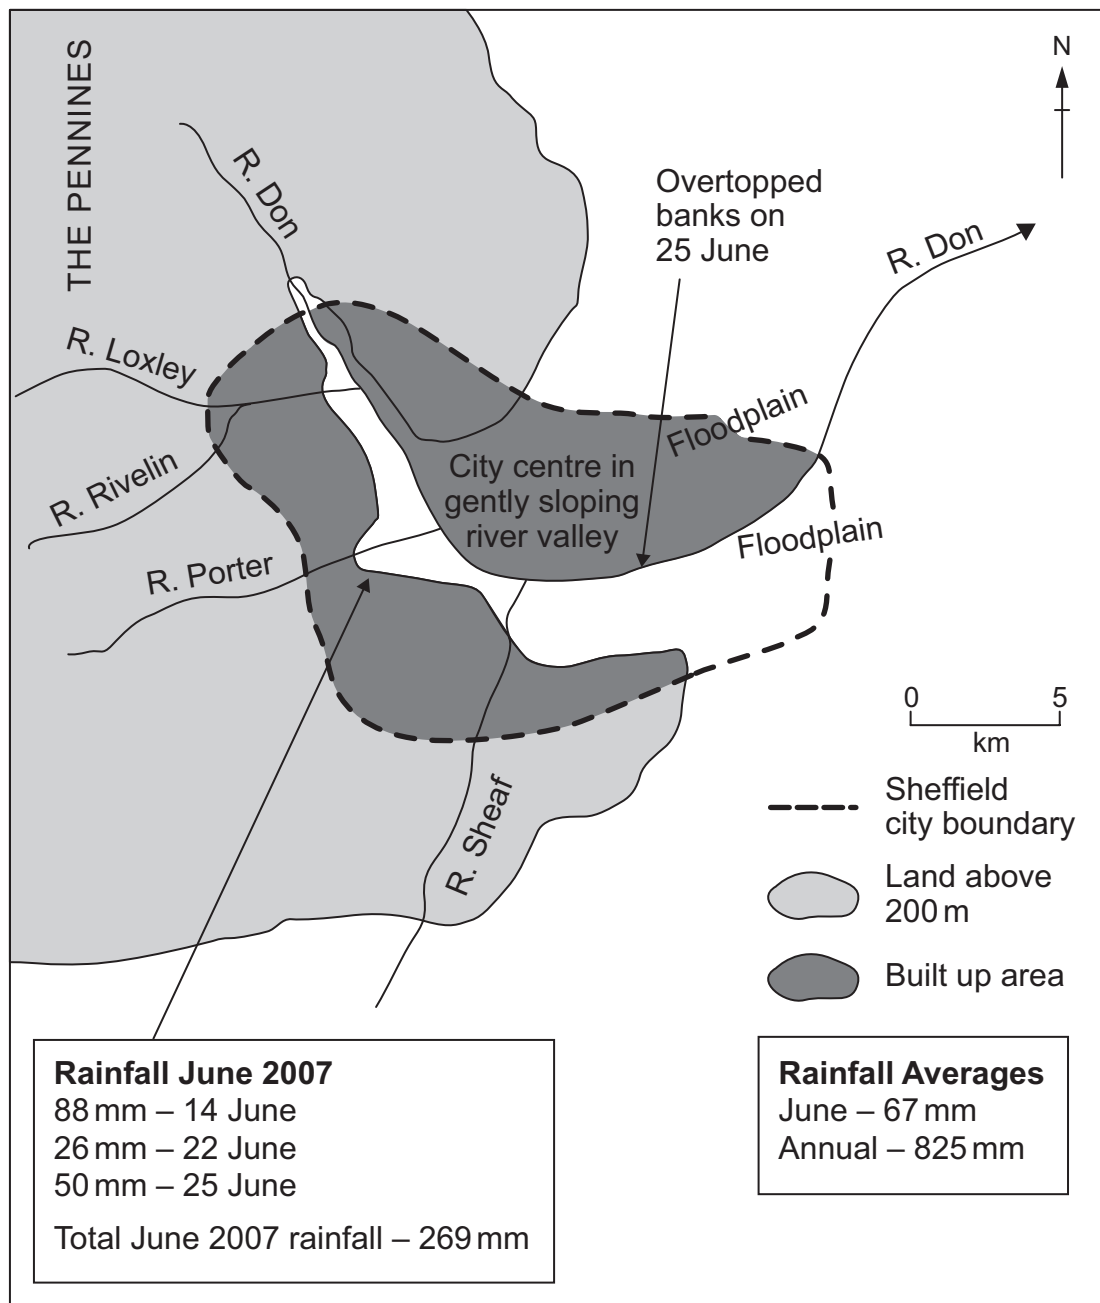 THE PENNINES
N
R. Don
Overtopped
banks on
25 June
R. Don
R. Loxley
Floodplain
R. Rivelin
City centre in
gently sloping
river valley
Floodplain
R. Porter
0 5
km
R. Sheaf
Sheffield
city boundary
Land above
200 m
Built up area
Rainfall June 2007
88 mm – 14 June
26 mm – 22 June
50 mm – 25 June
Total June 2007 rainfall – 269 mm
Rainfall Averages
June – 67 mm
Annual – 825 mm